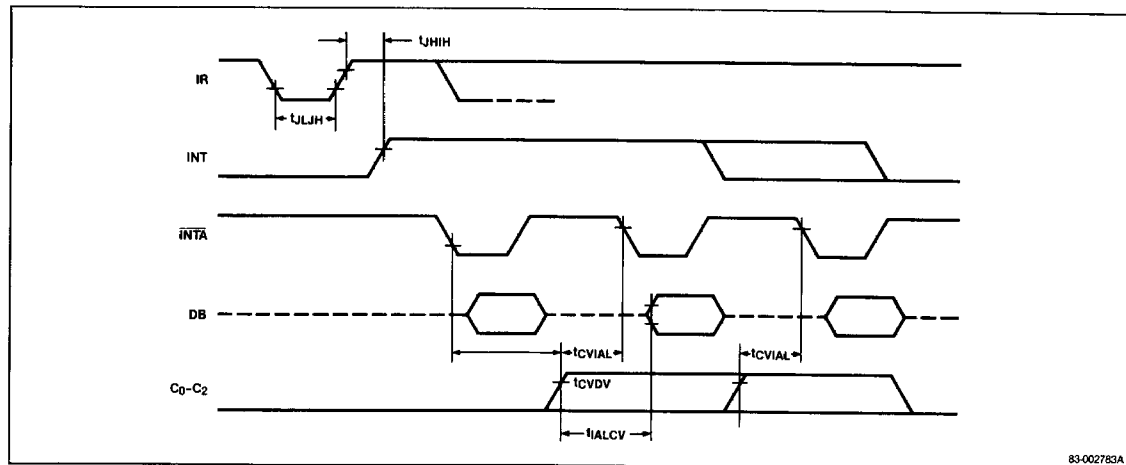 tJHIH
IR
tJLJH
INT
INTA
DB
tCVIAL
tCVIAL
C0-C2
tCVDV
tIALCV
83-002783A